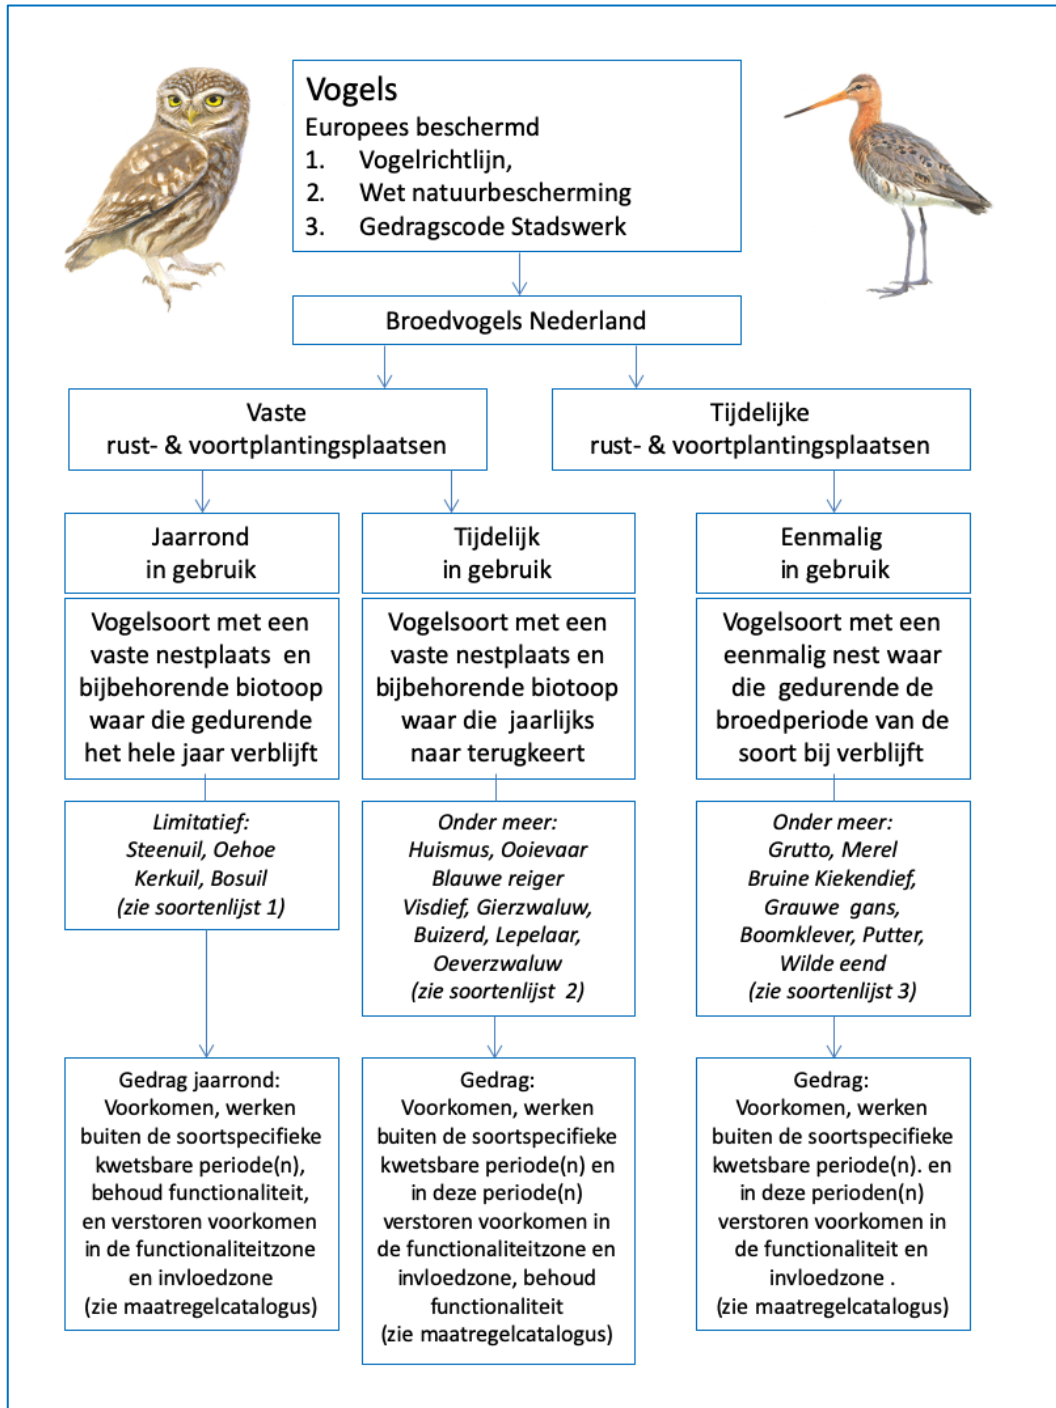 Vogels
Europees beschermd
1. Vogelrichtlijn,
2. Wet natuurbescherming
3. Gedragscode Stadswerk
Broedvogels Nederland
Vaste
rust- & voortplantingsplaatsen
Tijdelijke
rust- & voortplantingsplaatsen
Jaarrond
in gebruik
Tijdelijk
in gebruik
Eenmalig
in gebruik
Vogelsoort met een
vaste nestplaats en
bijbehorende biotoop
waar die gedurende
het hele jaar verblijft
Vogelsoort met een
vaste nestplaats en
bijbehorende biotoop
waar die jaarlijks
naar terugkeert
Vogelsoort met een
eenmalig nest waar
die gedurende de
broedperiode van de
soort bij verblijft
Limitatief:
Steenuil, Oehoe
Kerkuil, Bosuil
(zie soortenlijst 1)
Onder meer:
Huismus, Ooievaar
Blauwe reiger
Visdief, Gierzwaluw,
Buizerd, Lepelaar,
Oeverzwaluw
(zie soortenlijst 2)
Onder meer:
Grutto, Merel
Bruine Kiekendief,
Grauwe gans,
Boomklever, Putter,
Wilde eend
(zie soortenlijst 3)
Gedrag jaarrond:
Voorkomen, werken
buiten de soortspecifieke
kwetsbare periode(n),
behoud functionaliteit,
en verstoren voorkomen
in de functionaliteitzone
en invloedzone
(zie maatregelcatalogus)
Gedrag:
Voorkomen, werken
buiten de soortspecifieke
kwetsbare periode(n) en
in deze periode(n)
verstoren voorkomen in
de functionaliteitzone en
invloedzone, behoud
functionaliteit
(zie maatregelcatalogus)
Gedrag:
Voorkomen, werken
buiten de soortspecifieke
kwetsbare periode(n). en
in deze perioden(n)
verstoren voorkomen in
de functionaliteit en
invloedzone .
(zie maatregelcatalogus)